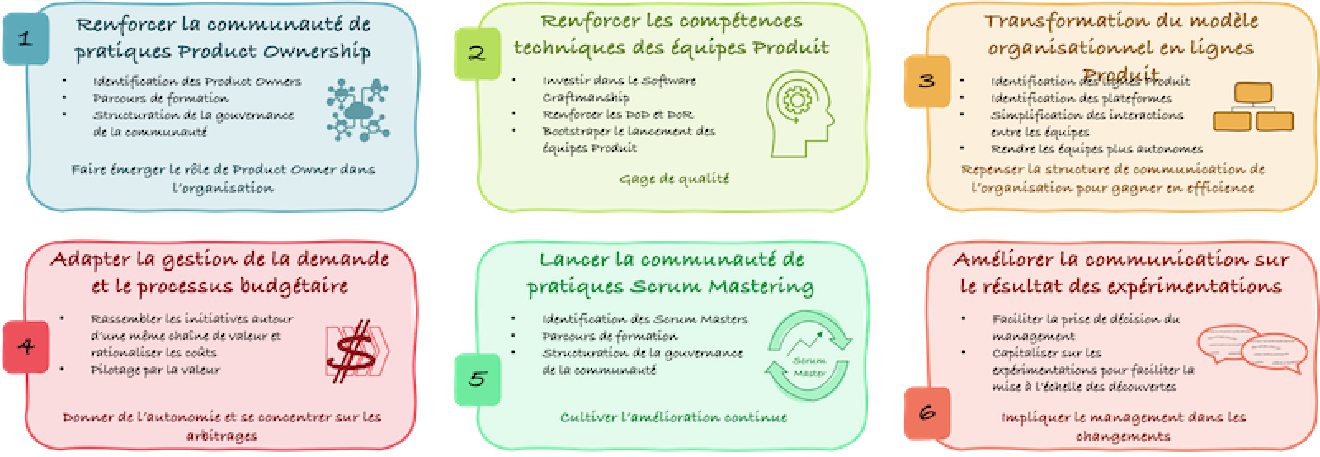 1
Renforcer la communauté de
pratiques Product Ownership
• Identification des Product Owners
• Parcours de formation
• Structuration de la gouvernance
de la communauté
Faire émerger le rôle de Product Owner dans
l'organisation
2
Renforcer les compétences
techniques des équipes Produit
• Investir dans le Software
Craftmanship
• Renforcer les DoD et DoR
• Bootstraper le lancement des
équipes Produit
Gage de qualité
3
Transformation du modèle
organisationnel en lignes
Produit
• Identification des lignes Produit
• Identification des plateformes
• Simplification des interactions
entre les équipes
• Rendre les équipes plus autonomes
Repenser la structure de communication de
l'organisation pour gagner en efficience
4
Adapter la gestion de la demande
et le processus budgétaire
• Rassembler les initiatives autour
d'une même chaîne de valeur et
rationaliser les coûts
• Pilotage par la valeur
$
Donner de l'autonomie et se concentrer sur les
arbitrages
5
Lancer la communauté de
pratiques Scrum Mastering
• Identification des Scrum Masters
• Parcours de formation
• Structuration de la gouvernance
de la communauté
Scrum
Master
Cultiver l'amélioration continue
6
Améliorer la communication sur
le résultat des expérimentations
• Faciliter la prise de décision du
management
• Capitaliser sur les
expérimentations pour faciliter la
mise à l'échelle des découvertes
Impliquer le management dans les
changements